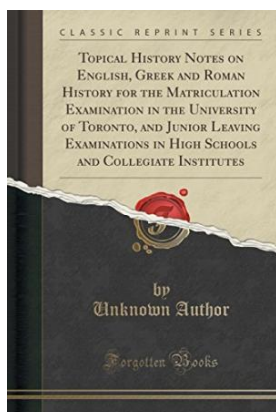 CLASSIC REPRINT SERIES
TOPICAL HISTORY NOTES ON
ENGLISH, GREEK AND ROMAN
HISTORY FOR THE MATRICULATION
EXAMINATION IN THE UNIVERSITY
OF TORONTO, AND JUNIOR LEAVING
EXAMINATIONS IN HIGH SCHOOLS
AND COLLEGIATE INSTITUTES
by
Unknown Author
Forgotten Books